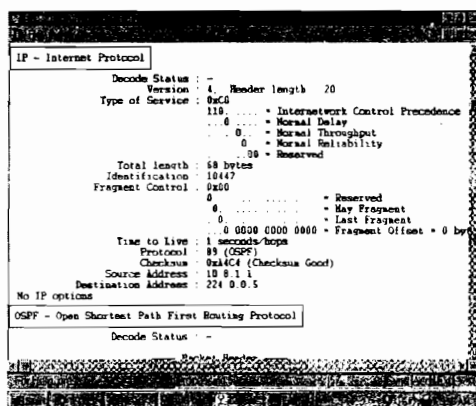 IP - Internet Protocol
Decode Status : -
Version : 4, Header length 20
Type of Service : 0xC0
110. .... = Internetwork Control Precedence
...0 .... = Normal Delay
.... 0.. = Normal Throughput
0 = Normal Reliability
.. .00 = Reserved
Total length : 68 bytes
Identification : 10447
Fragment Control : 0x00
0 ... .... .... = Reserved
0. .... .... = May Fragment
..0. .... .... = Last Fragment
...0 0000 0000 0000 = Fragment Offset = 0 byt
Time to Live : 1 seconds/hops
Protocol : 89 (OSPF)
Checksum : 0xA4C4 (Checksum Good)
Source Address : 10 8.1 1
Destination Address : 224 0.0.5
No IP options
OSPF - Open Shortest Path First Routing Protocol
Decode Status : -
Packet Header